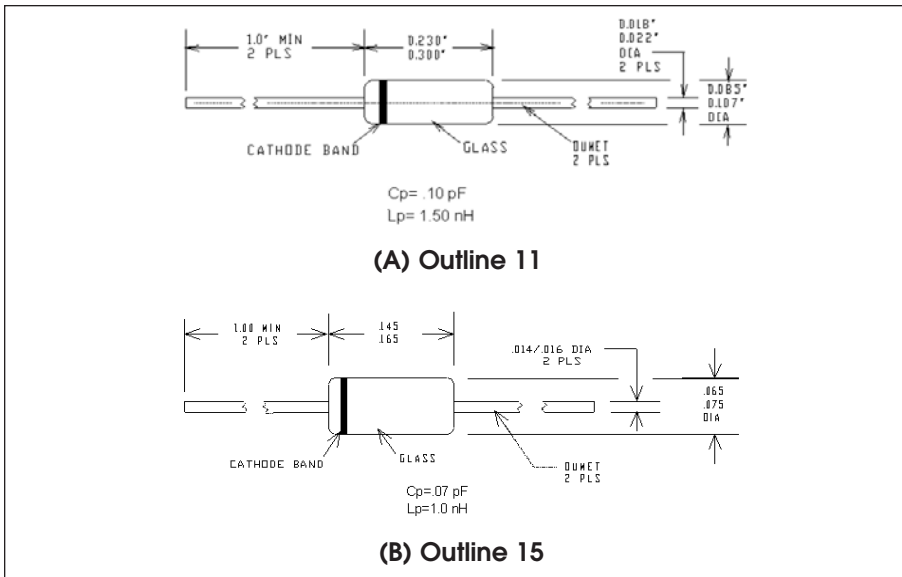 1.0" MIN
2 PLS
0.230"
0.300"
0.018"
0.022"
DIA
2 PLS
0.085"
0.107"
DIA
CATHODE BAND
GLASS
DUMET
2 PLS
Cp= .10 pF
Lp= 1.50 nH
(A) Outline 11
1.00 MIN
2 PLS
.145
.165
.014/.016 DIA
2 PLS
.065
.075
DIA
CATHODE BAND
GLASS
DUMET
2 PLS
Cp=.07 pF
Lp=1.0 nH
(B) Outline 15